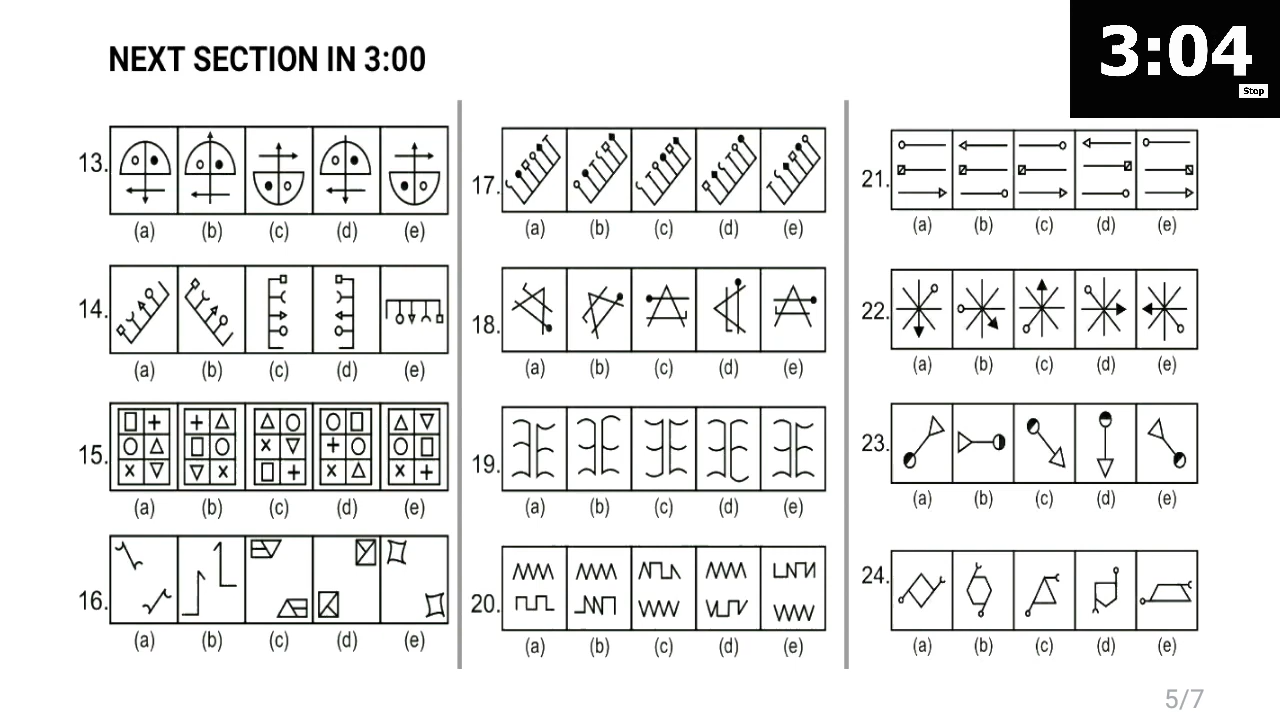 NEXT SECTION IN 3:00
3:04
Stop
13.
(a) (b) (c) (d) (e)
14.
(a) (b) (c) (d) (e)
15.
(a) (b) (c) (d) (e)
16.
(a) (b) (c) (d) (e)
17.
(a) (b) (c) (d) (e)
18.
(a) (b) (c) (d) (e)
19.
(a) (b) (c) (d) (e)
20.
(a) (b) (c) (d) (e)
21.
(a) (b) (c) (d) (e)
22.
(a) (b) (c) (d) (e)
23.
(a) (b) (c) (d) (e)
24.
(a) (b) (c) (d) (e)
5/7